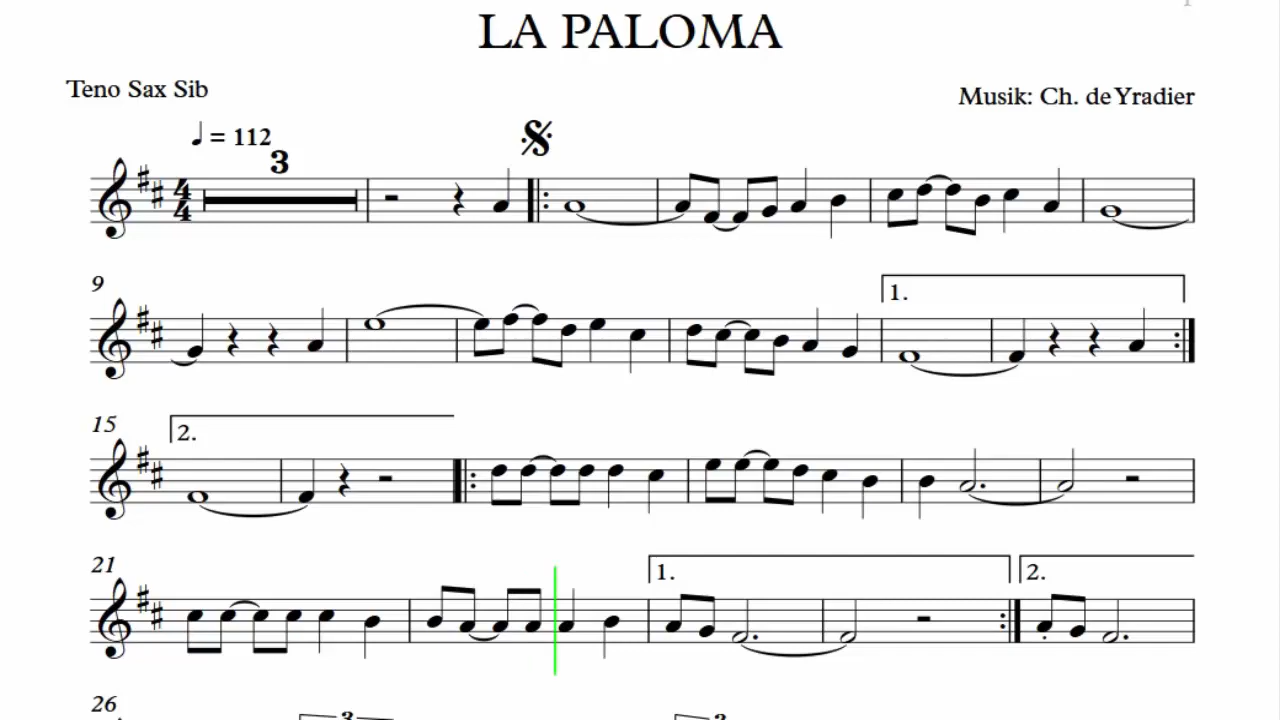 LA PALOMA
Teno Sax Sib
Musik: Ch. de Yradier
♩ = 112
3
9
1.
15
2.
21
1.
2.
26
3